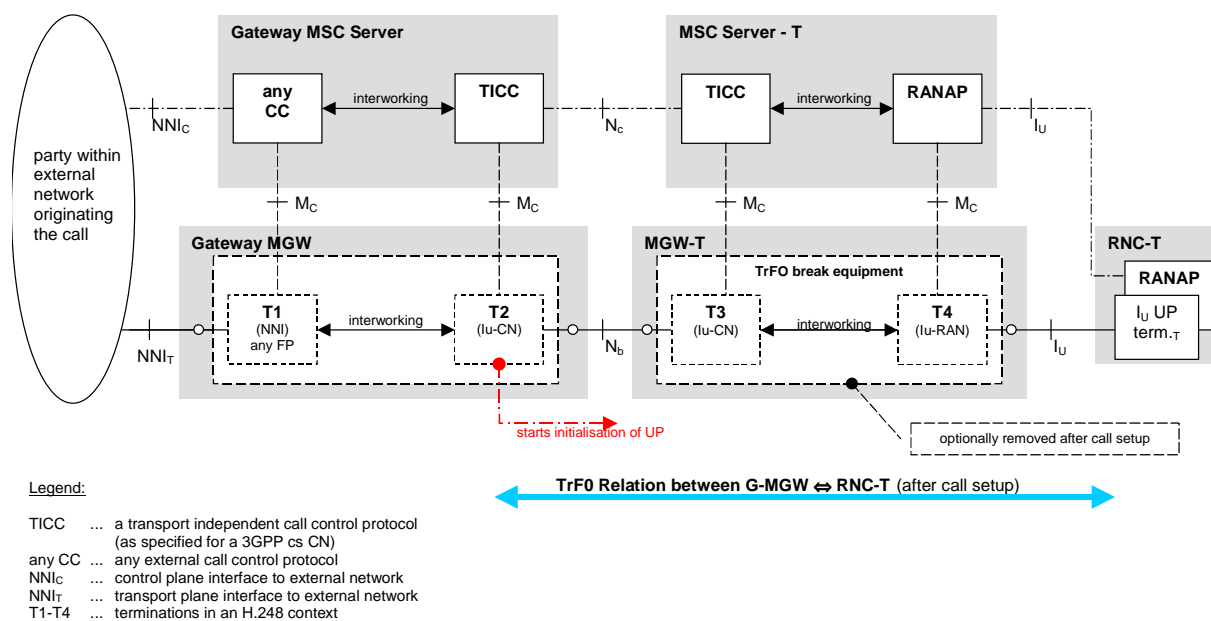 Gateway MSC Server
MSC Server - T
any
CC
interworking
TICC
TICC
interworking
RANAP
NNIC
NC
IU
party within
external
network
originating
the call
MC
MC
MC
MC
Gateway MGW
MGW-T
RNC-T
TrFO break equipment
RANAP
T1
(NNI)
any FP
interworking
T2
(Iu-CN)
T3
(Iu-CN)
interworking
T4
(Iu-RAN)
IU UP
term.T
NNIT
Nb
IU
starts initialisation of UP
optionally removed after call setup
TrF0 Relation between G-MGW ⇔ RNC-T (after call setup)
Legend:
TICC ... a transport independent call control protocol
(as specified for a 3GPP cs CN)
any CC ... any external call control protocol
NNIC ... control plane interface to external network
NNIT ... transport plane interface to external network
T1-T4 ... terminations in an H.248 context